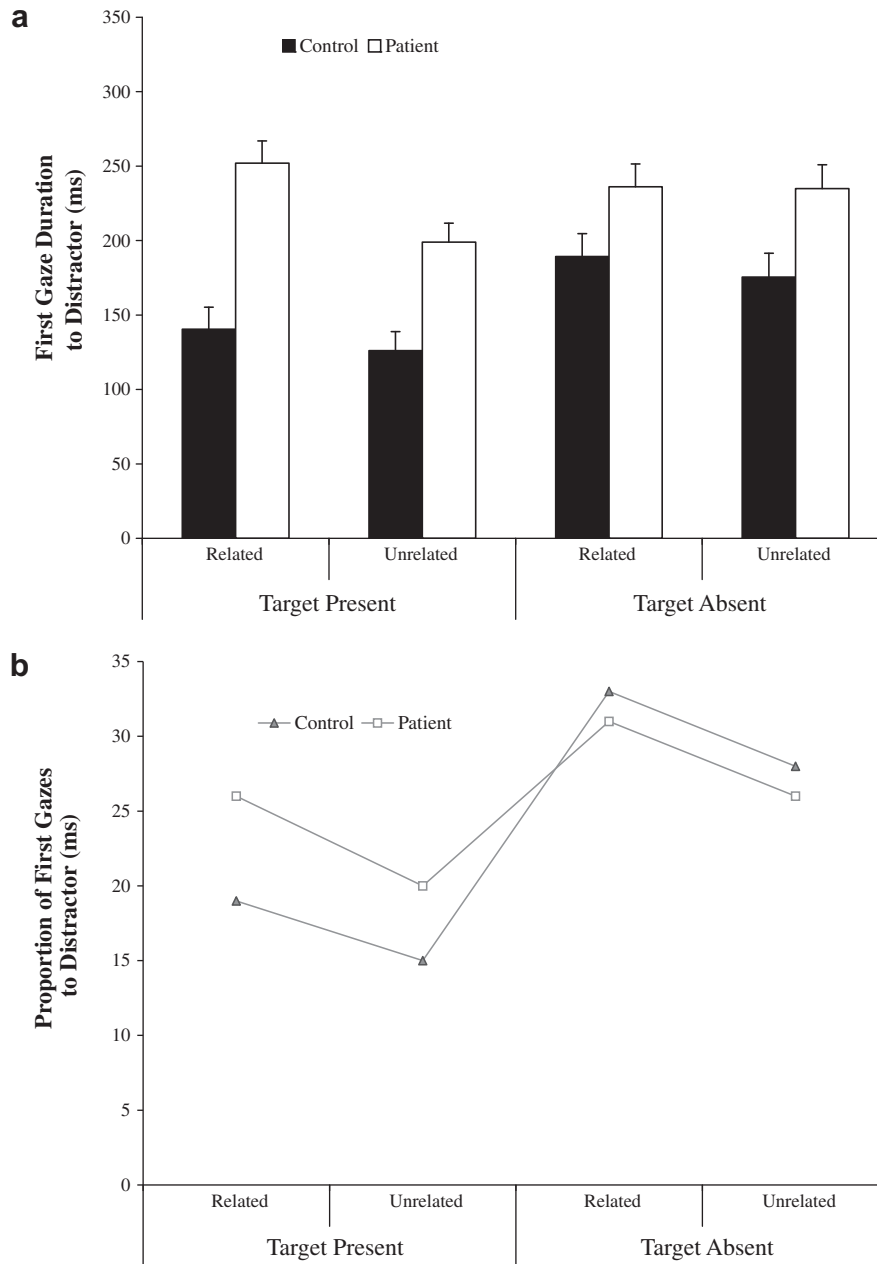 a
350
300
250
200
150
100
50
0
First Gaze Duration
to Distractor (ms)
Control Patient
Related Unrelated Related Unrelated
Target Present Target Absent
b
35
30
25
20
15
10
5
0
Proportion of First Gazes
to Distractor (ms)
Control Patient
Related Unrelated Related Unrelated
Target Present Target Absent